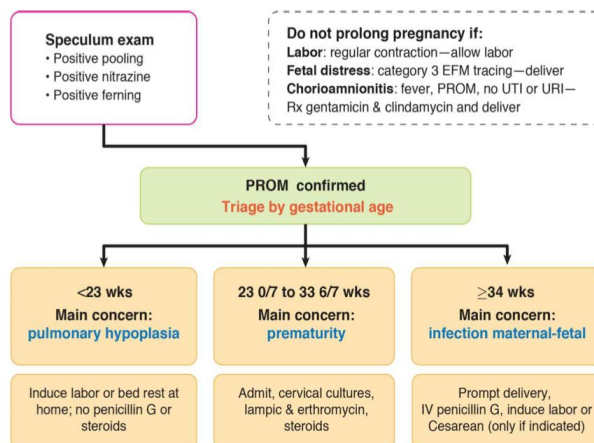 Speculum exam
• Positive pooling
• Positive nitrazine
• Positive ferning
Do not prolong pregnancy if:
Labor: regular contraction—allow labor
Fetal distress: category 3 EFM tracing—deliver
Chorioamnionitis: fever, PROM, no UTI or URI—
Rx gentamicin & clindamycin and deliver
PROM confirmed
Triage by gestational age
<23 wks
Main concern:
pulmonary hypoplasia
23 0/7 to 33 6/7 wks
Main concern:
prematurity
≥34 wks
Main concern:
infection maternal-fetal
Induce labor or bed rest at
home; no penicillin G or
steroids
Admit, cervical cultures,
lampic & erthromycin,
steroids
Prompt delivery,
IV penicillin G, induce labor or
Cesarean (only if indicated)